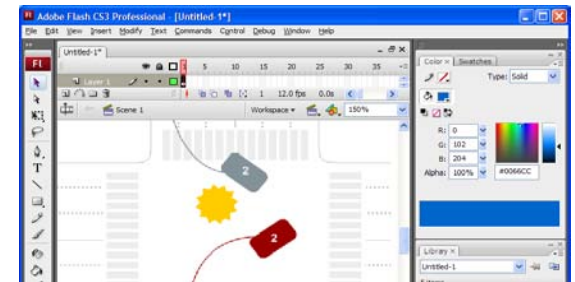 Adobe Flash CS3 Professional - [Untitled-1*]
File Edit View Insert Modify Text Commands Control Debug Window Help
Untitled-1*
Fl
5 10 15 20 25 30 35
Layer 1
1 12.0 fps 0.0s
Scene 1 Workspace 150%
2
2
T
Color x Swatches
Type: Solid
R: 0
G: 102
B: 204
Alpha: 100% #0066CC
Library x
Untitled-1